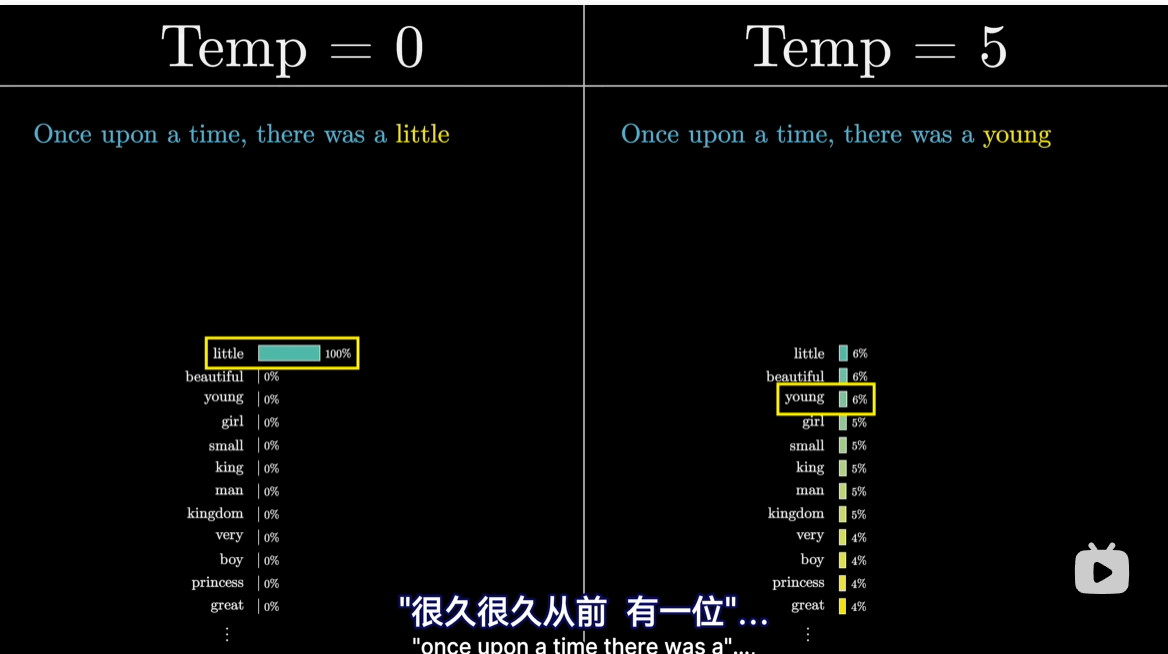 Temp = 0
Once upon a time, there was a little
little 100%
beautiful 0%
young 0%
girl 0%
small 0%
king 0%
man 0%
kingdom 0%
very 0%
boy 0%
princess 0%
great 0%
⋮
Temp = 5
Once upon a time, there was a young
little 6%
beautiful 6%
young 6%
girl 5%
small 5%
king 5%
man 5%
kingdom 5%
very 4%
boy 4%
princess 4%
great 4%
⋮
"很久很久从前 有一位"...
"once upon a time there was a"....